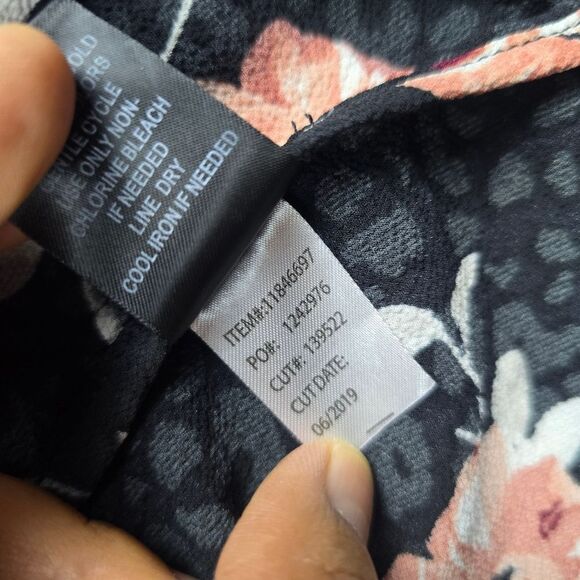 OLD
ORS
TLE CYCLE
USE ONLY NON-
CHLORINE BLEACH
IF NEEDED
LINE DRY
COOL IRON IF NEEDED
ITEM#:11846697
PO#: 1242976
CUT#: 139522
CUT DATE:
06/2019